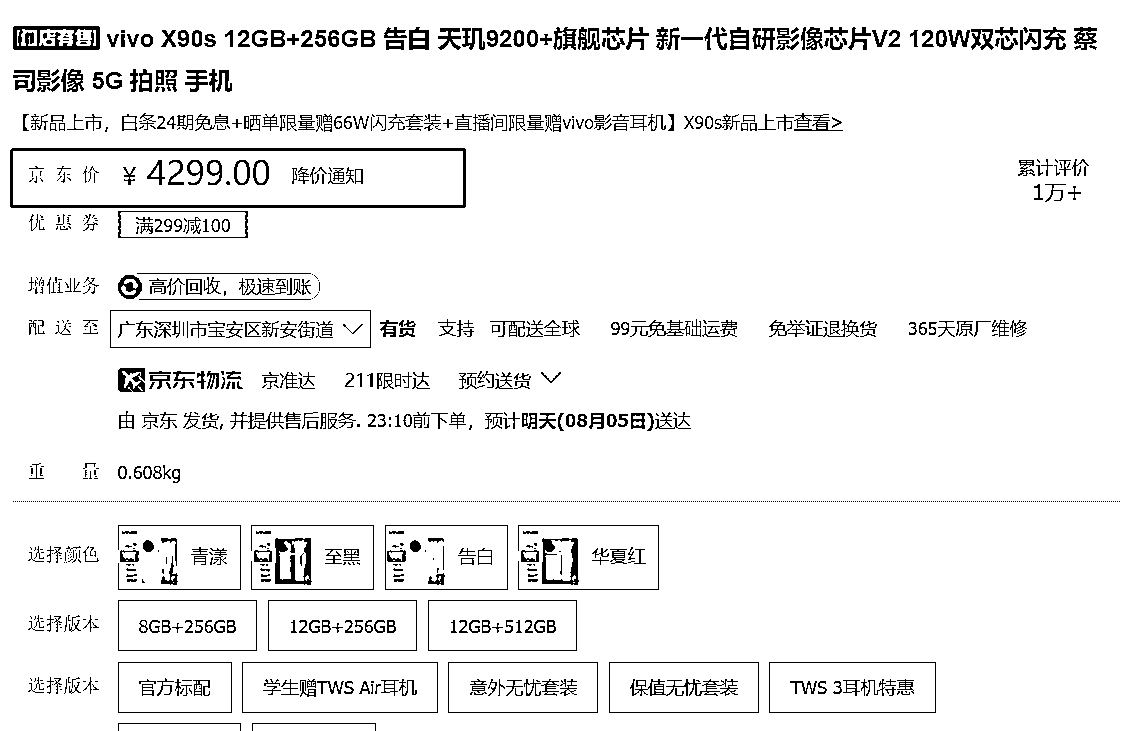 门店有售 vivo X90s 12GB+256GB 告白 天玑9200+旗舰芯片 新一代自研影像芯片V2 120W双芯闪充 蔡
司影像 5G 拍照 手机
【新品上市，白条24期免息+晒单限量赠66W闪充套装+直播间限量赠vivo影音耳机】X90s新品上市查看>
京东价 ￥4299.00 降价通知
累计评价
1万+
优惠券 满299减100
增值业务 高价回收，极速到账
配送至 广东深圳市宝安区新安街道 有货 支持 可配送全球 99元免基础运费 免举证退换货 365天原厂维修
京东物流 京准达 211限时达 预约送货
由 京东 发货, 并提供售后服务. 23:10前下单，预计明天(08月05日)送达
重量 0.608kg
选择颜色 青漾 至黑 告白 华夏红
选择版本 8GB+256GB 12GB+256GB 12GB+512GB
选择版本 官方标配 学生赠TWS Air耳机 意外无忧套装 保值无忧套装 TWS 3耳机特惠